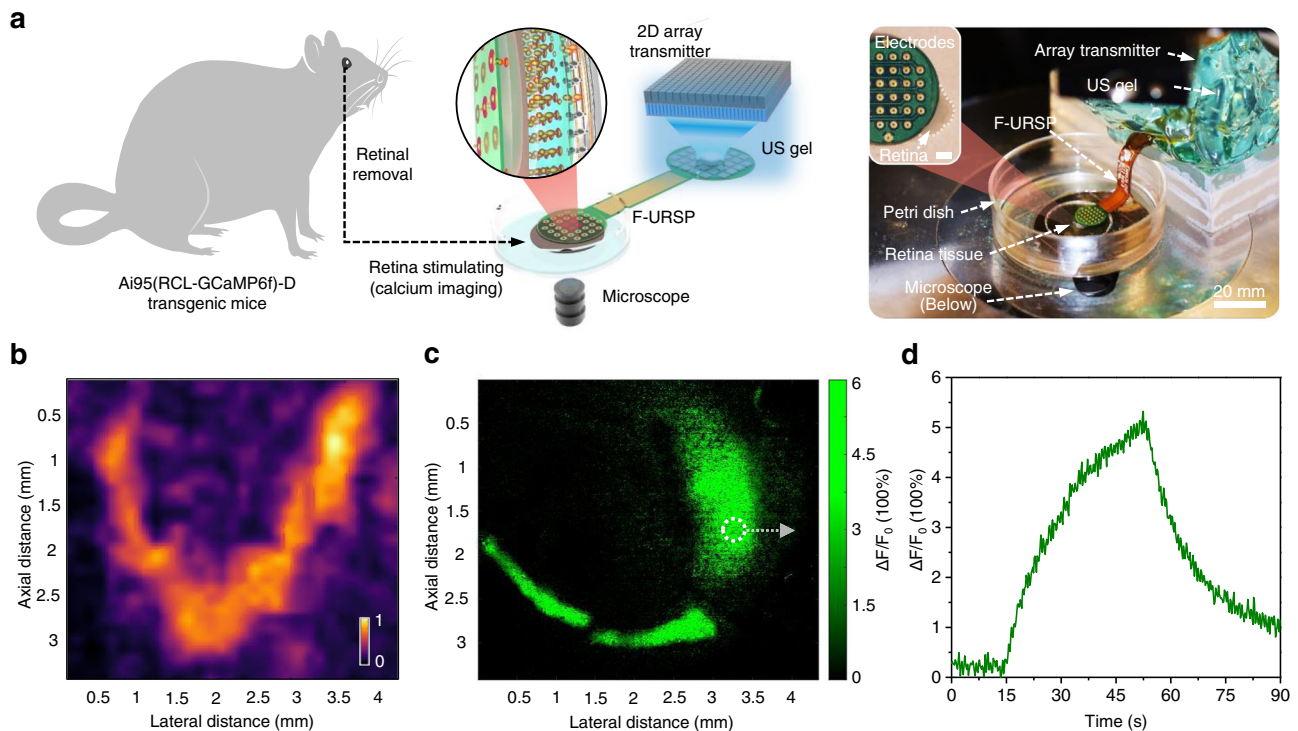 a
Retinal
removal
Ai95(RCL-GCaMP6f)-D
transgenic mice
2D array
transmitter
US gel
F-URSP
Retina stimulating
(calcium imaging)
Microscope
Electrodes
Retina
Array transmitter
US gel
F-URSP
Petri dish
Retina tissue
Microscope
(Below)
20 mm
b
Axial distance (mm)
0.5
1
1.5
2
2.5
3
1
0
0.5 1 1.5 2 2.5 3 3.5 4
Lateral distance (mm)
c
Axial distance (mm)
0.5
1
1.5
2
2.5
3
0.5 1 1.5 2 2.5 3 3.5 4
Lateral distance (mm)
6
4.5
3
1.5
0
ΔF/F₀ (100%)
d
ΔF/F₀ (100%)
6
5
4
3
2
1
0
0 15 30 45 60 75 90
Time (s)